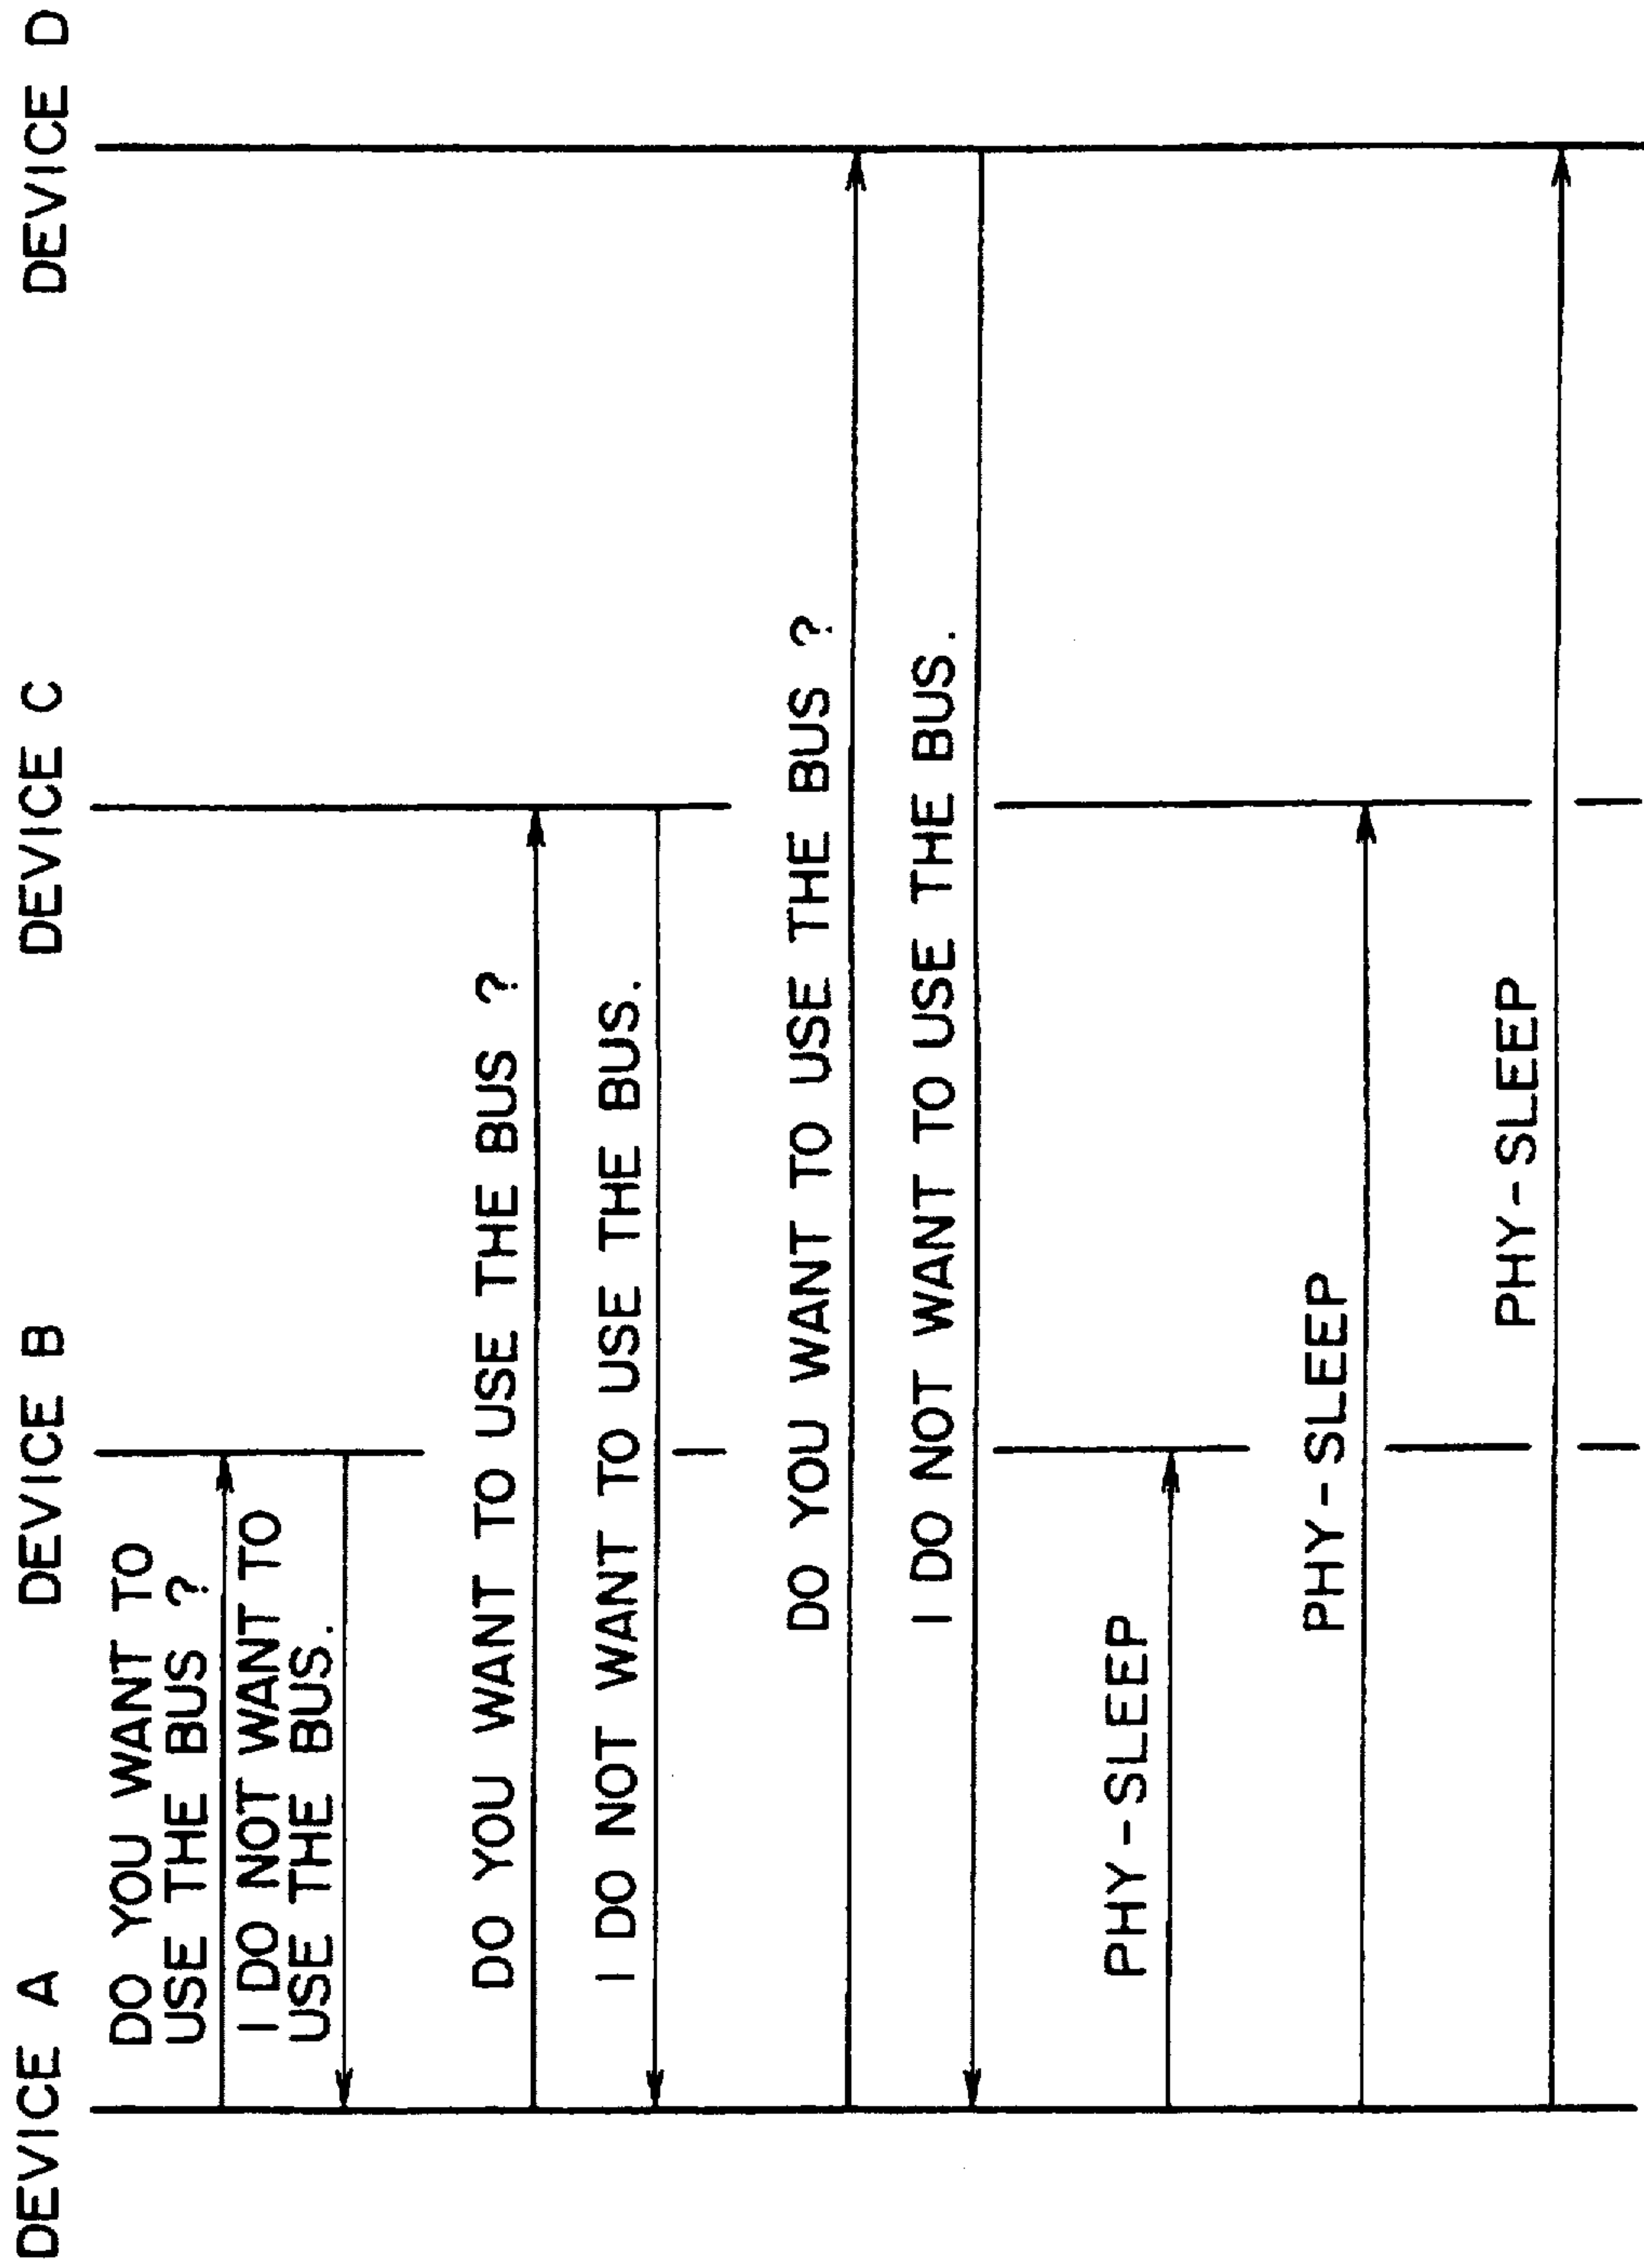 DEVICE A
DEVICE B
DEVICE C
DEVICE D
DO YOU WANT TO
USE THE BUS ?
I DO NOT WANT TO
USE THE BUS.
DO YOU WANT TO USE THE BUS ?
I DO NOT WANT TO USE THE BUS.
DO YOU WANT TO USE THE BUS ?
I DO NOT WANT TO USE THE BUS.
PHY-SLEEP
PHY-SLEEP
PHY-SLEEP